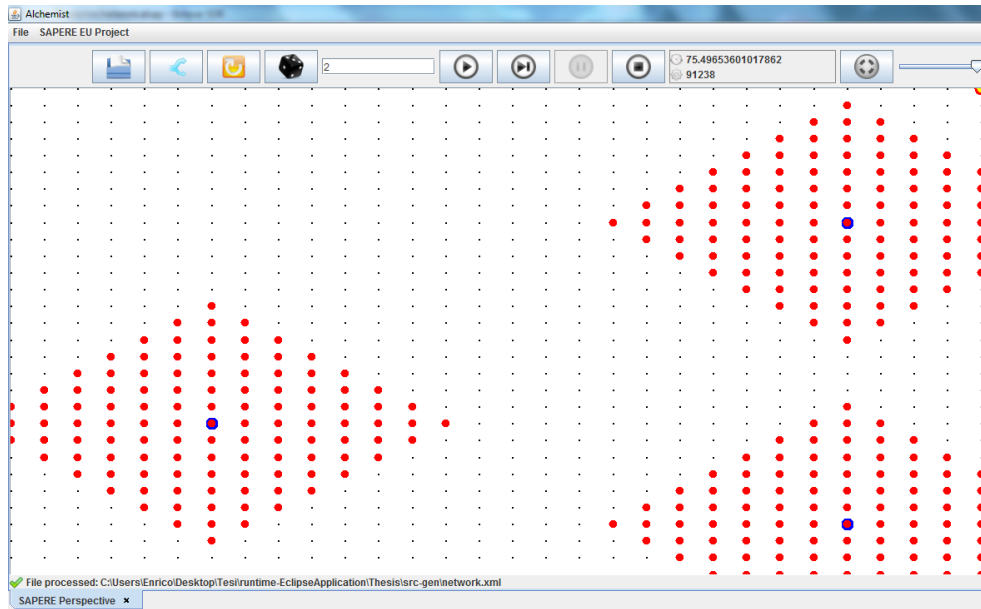 Alchemist
File SAPERE EU Project
2
75.49653601017862
91238
File processed: C:\Users\Enrico\Desktop\Tesi\runtime-EclipseApplication\Thesis\src-gen\network.xml
SAPERE Perspective ×